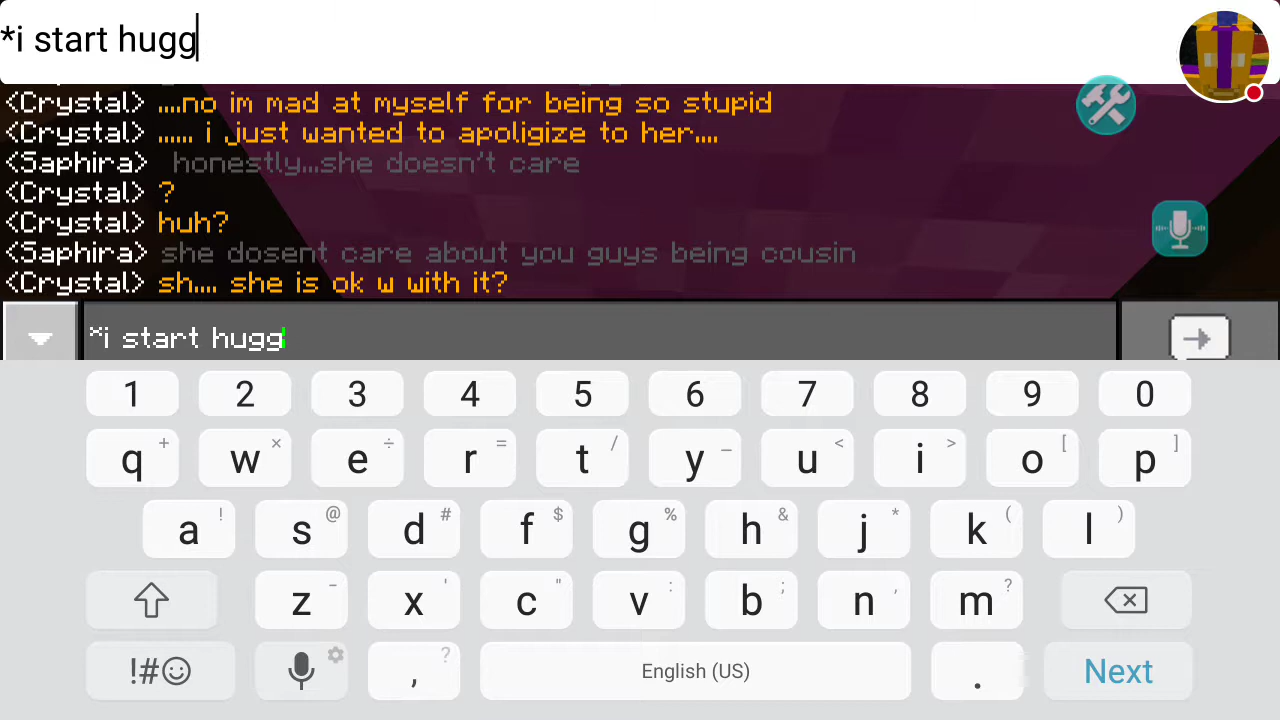 *i start hugg
<Crystal> ....no im mad at myself for being so stupid
<Crystal> ...... i just wanted to apoligize to her....
<Saphira> honestly...she doesn't care
<Crystal> ?
<Crystal> huh?
<Saphira> she dosent care about you guys being cousin
<Crystal> sh.... she is ok w with it?
*i start hugg
1 2 3 4 5 6 7 8 9 0
q + w × e ÷ r = t / y _ u < i > o [ p ]
a ! s @ d # f $ g % h & j * k ( l )
z - x ' c " v : b ; n , m ?
!#☺ , ? English (US) . Next